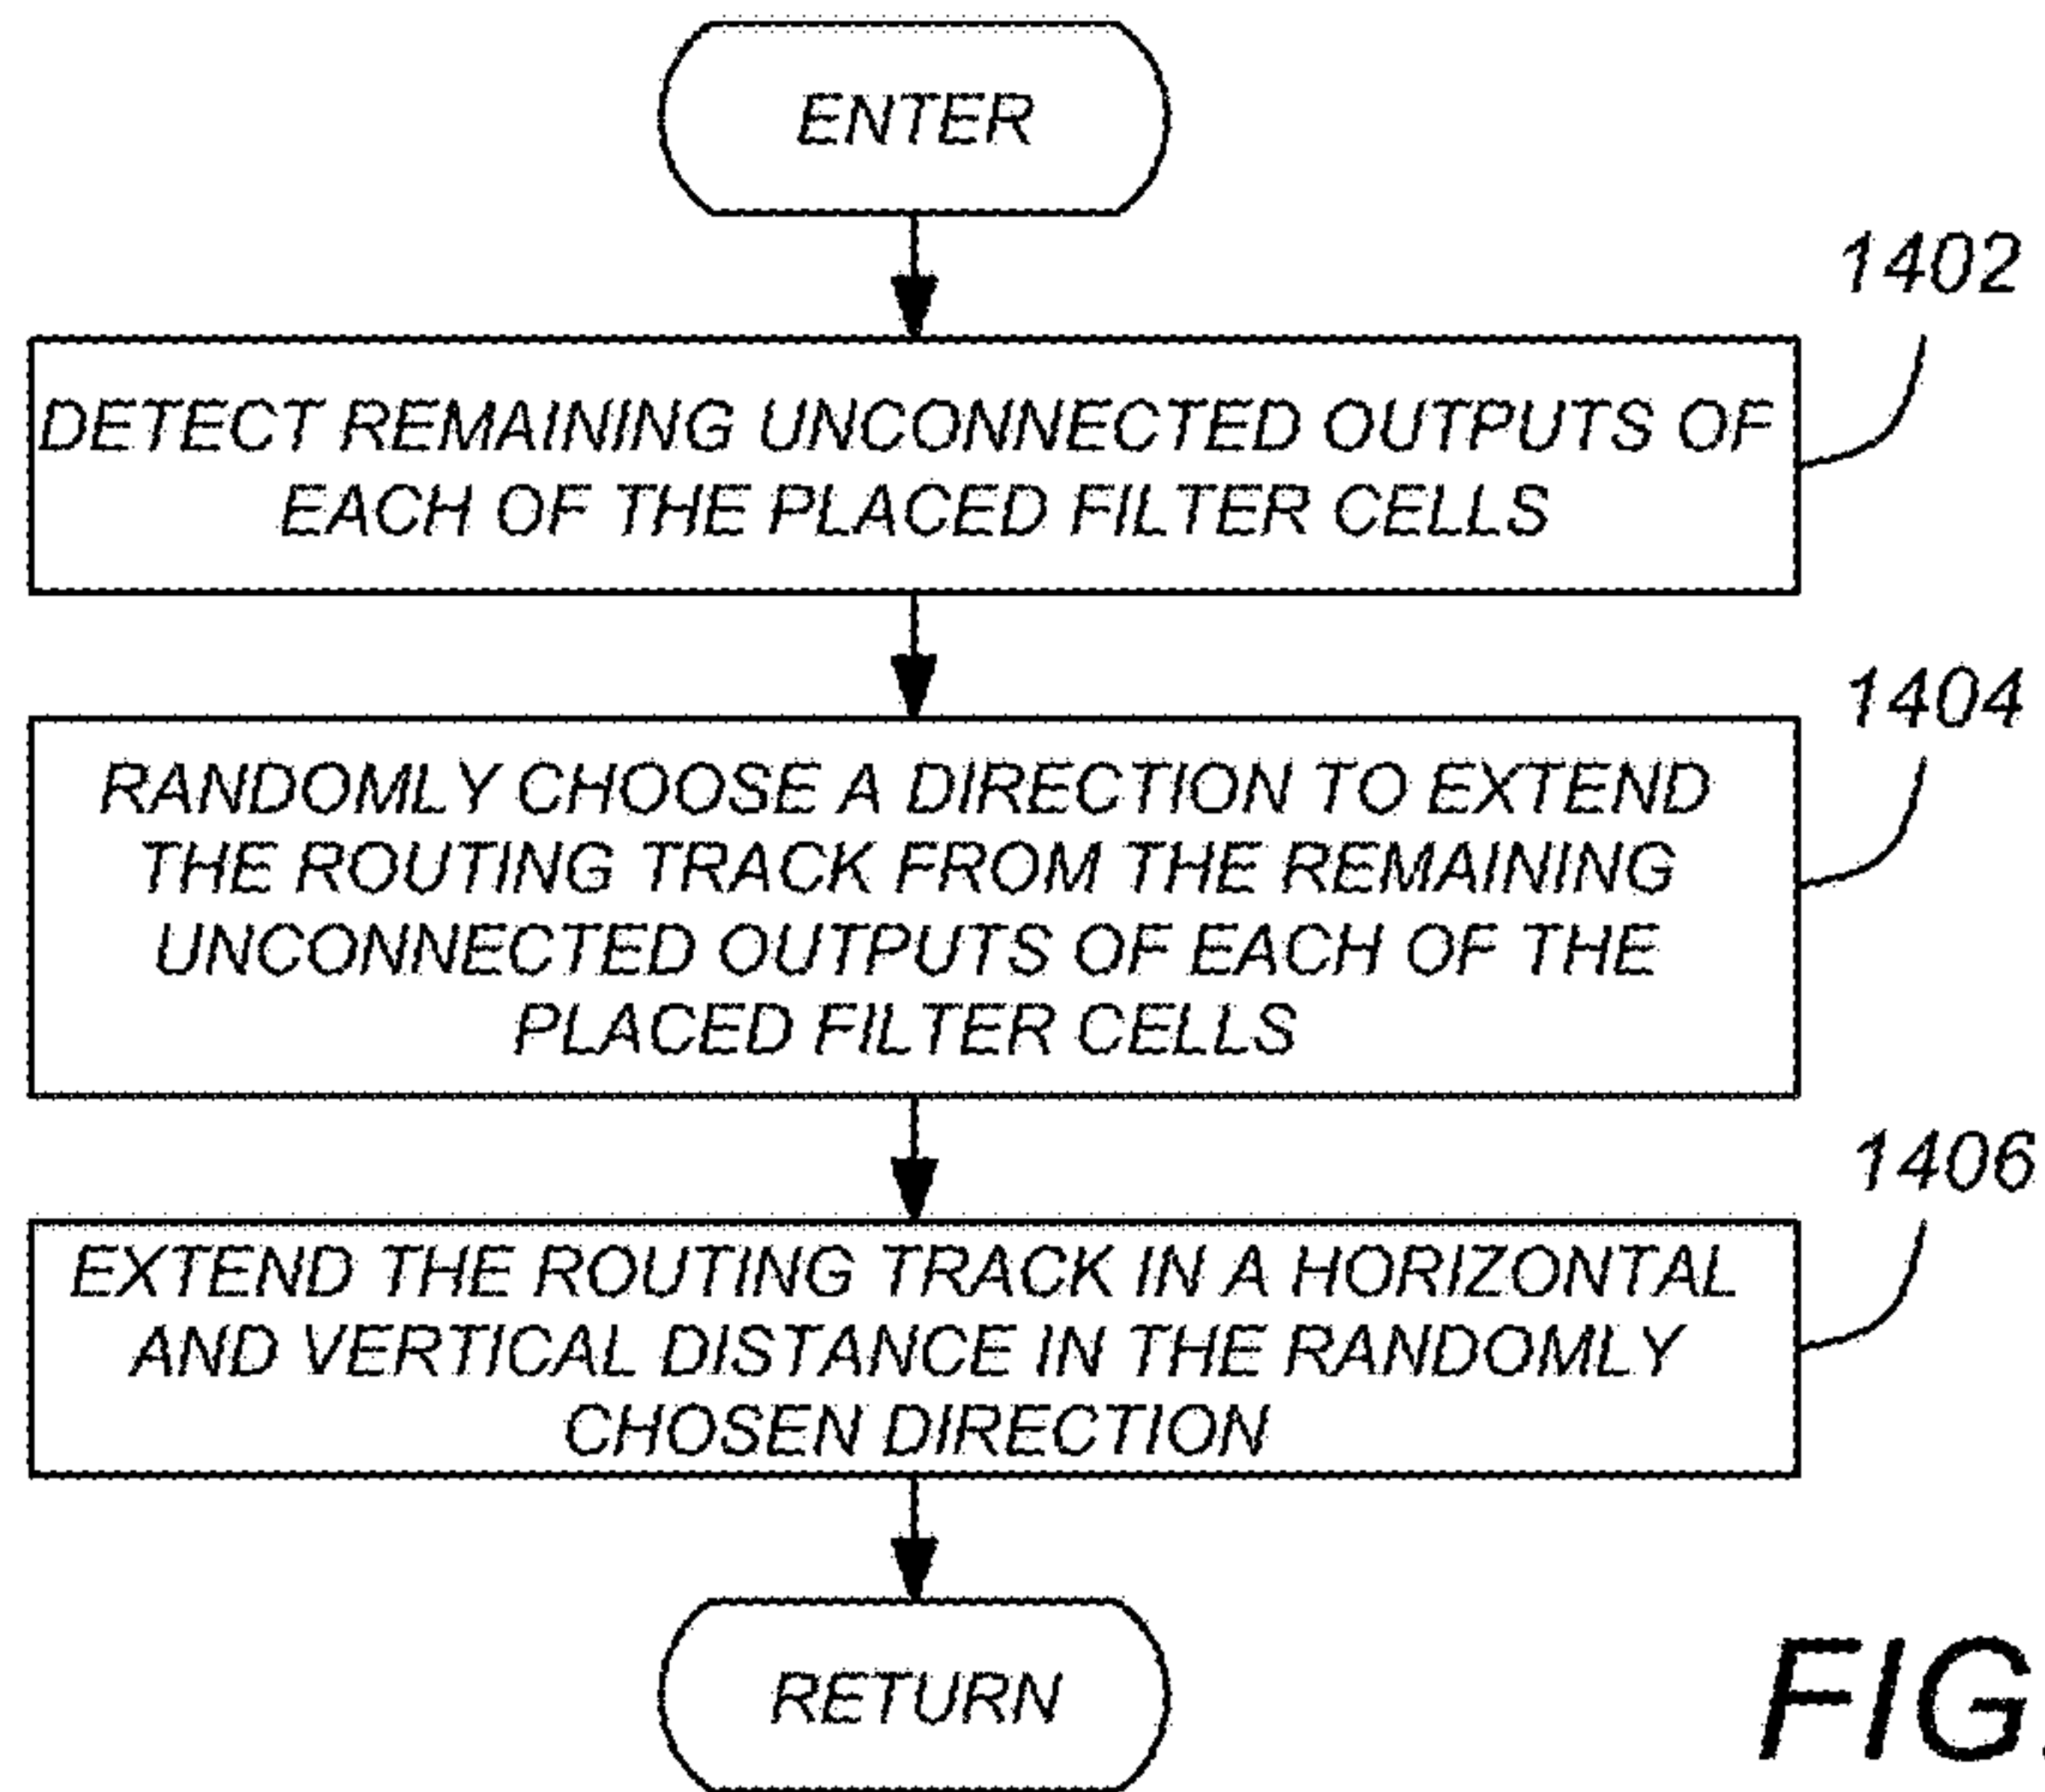 ENTER
1402
DETECT REMAINING UNCONNECTED OUTPUTS OF
EACH OF THE PLACED FILTER CELLS
1404
RANDOMLY CHOOSE A DIRECTION TO EXTEND
THE ROUTING TRACK FROM THE REMAINING
UNCONNECTED OUTPUTS OF EACH OF THE
PLACED FILTER CELLS
1406
EXTEND THE ROUTING TRACK IN A HORIZONTAL
AND VERTICAL DISTANCE IN THE RANDOMLY
CHOSEN DIRECTION
RETURN
FIG.